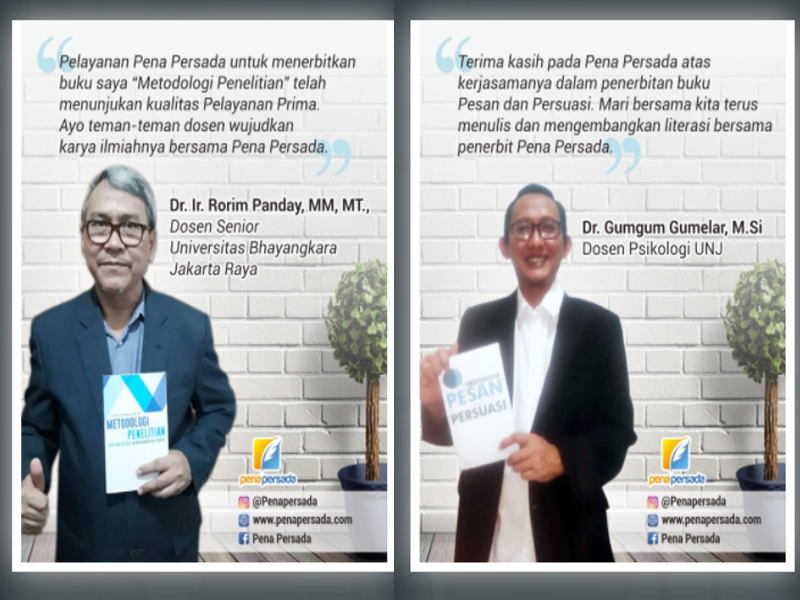 Pelayanan Pena Persada untuk menerbitkan
buku saya “Metodologi Penelitian” telah
menunjukan kualitas Pelayanan Prima.
Ayo teman-teman dosen wujudkan
karya ilmiahnya bersama Pena Persada.
Dr. Ir. Rorim Panday, MM, MT.,
Dosen Senior
Universitas Bhayangkara
Jakarta Raya
METODOLOGI
PENELITIAN
penapersada
@Penapersada
www.penapersada.com
Pena Persada
Terima kasih pada Pena Persada atas
kerjasamanya dalam penerbitan buku
Pesan dan Persuasi. Mari bersama kita terus
menulis dan mengembangkan literasi bersama
penerbit Pena Persada.
Dr. Gumgum Gumelar, M.Si
Dosen Psikologi UNJ
PESAN
PERSUASI
penapersada
@Penapersada
www.penapersada.com
Pena Persada